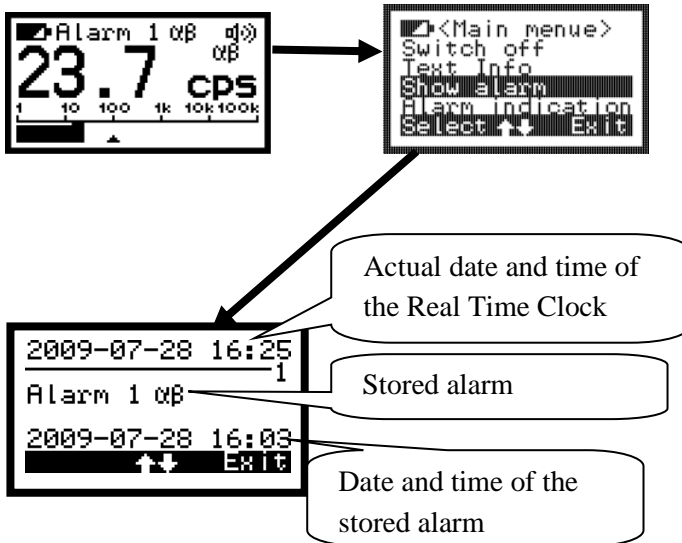 Alarm 1 αβ
αβ
23.7 cps
1 10 100 1k 10k 100k
<Main menue>
Switch off
Text Info
Show alarm
Alarm indication
Select Exit
Actual date and time of
the Real Time Clock
2009-07-28 16:25
1
Alarm 1 αβ
Stored alarm
2009-07-28 16:03
Exit
Date and time of the
stored alarm